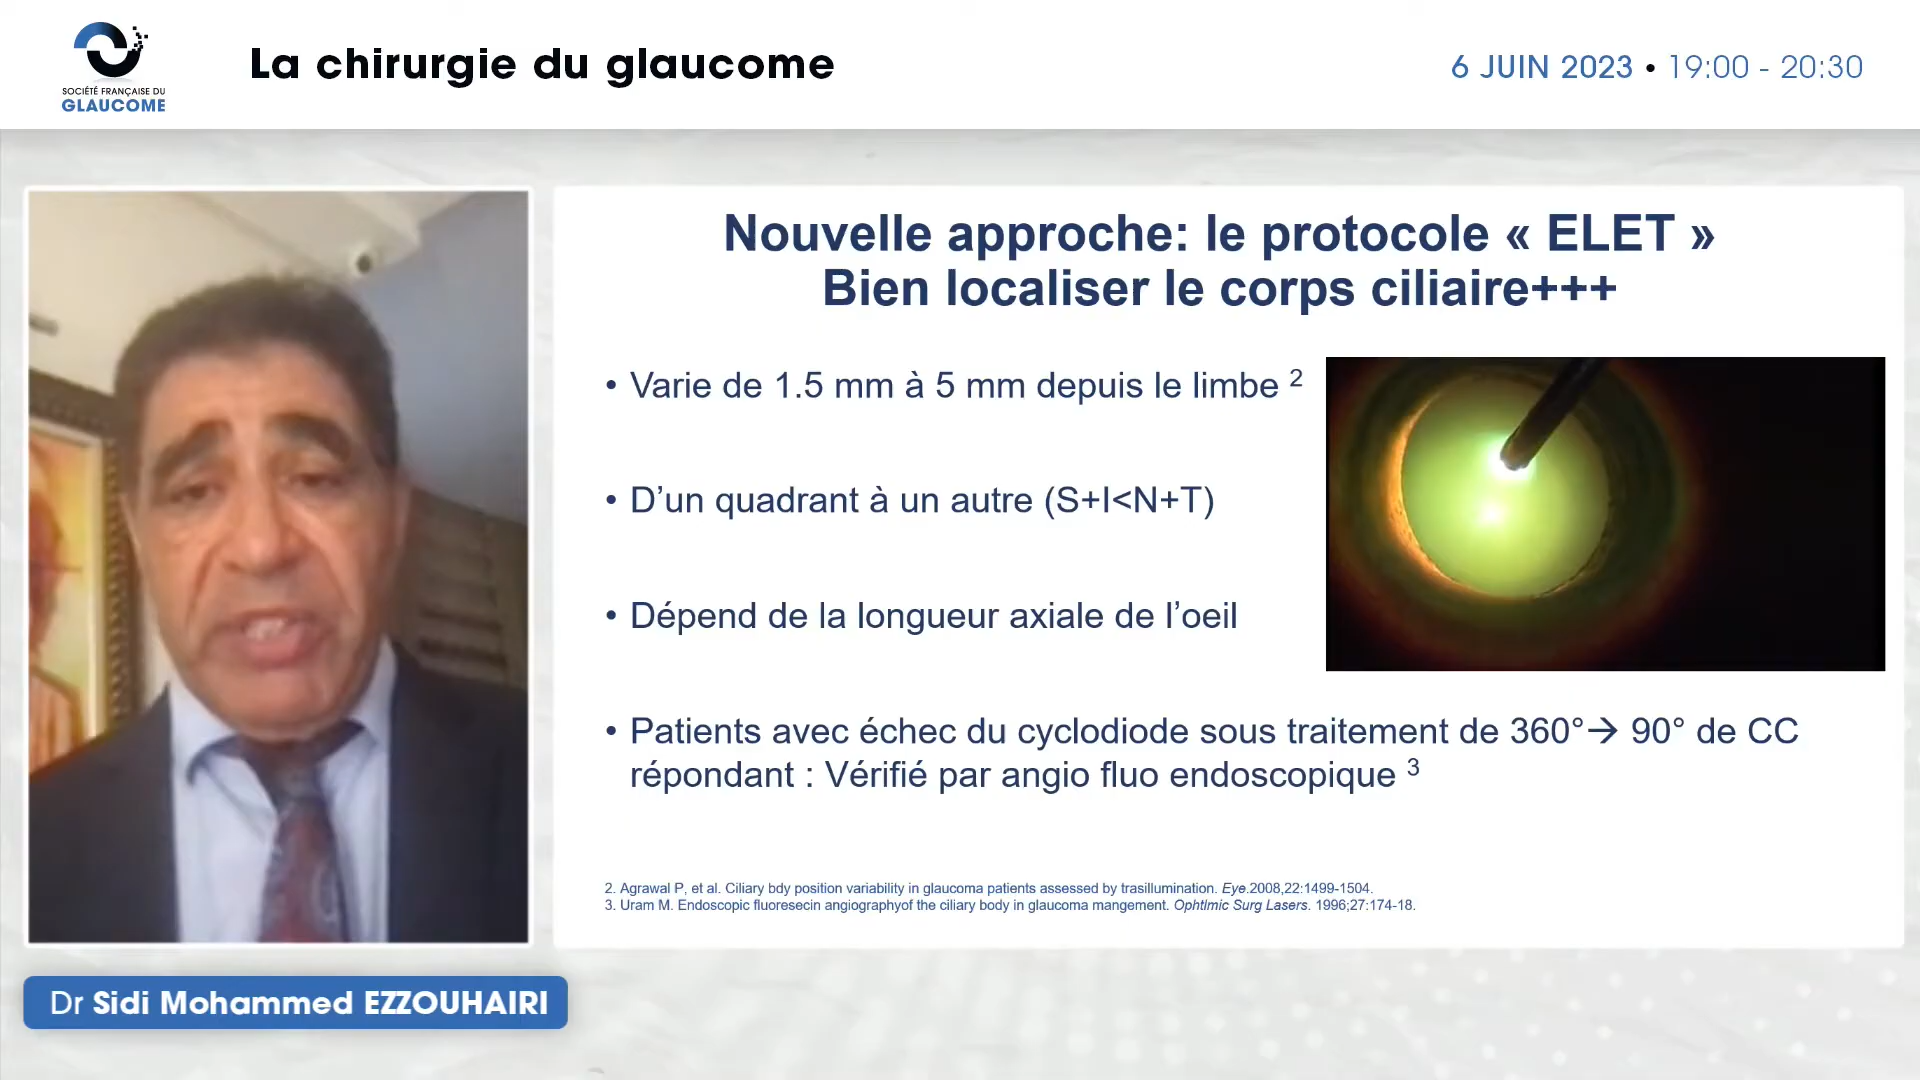 SOCIÉTÉ FRANÇAISE DU
GLAUCOME
La chirurgie du glaucome
6 JUIN 2023 • 19:00 - 20:30
Nouvelle approche: le protocole « ELET »
Bien localiser le corps ciliaire+++
• Varie de 1.5 mm à 5 mm depuis le limbe 2
• D’un quadrant à un autre (S+I<N+T)
• Dépend de la longueur axiale de l’oeil
• Patients avec échec du cyclodiode sous traitement de 360°→ 90° de CC
répondant : Vérifié par angio fluo endoscopique 3
2. Agrawal P, et al. Ciliary bdy position variability in glaucoma patients assessed by trasillumination. Eye.2008,22:1499-1504.
3. Uram M. Endoscopic fluoresecin angiographyof the ciliary body in glaucoma mangement. Ophtlmic Surg Lasers. 1996;27:174-18.
Dr Sidi Mohammed EZZOUHAIRI